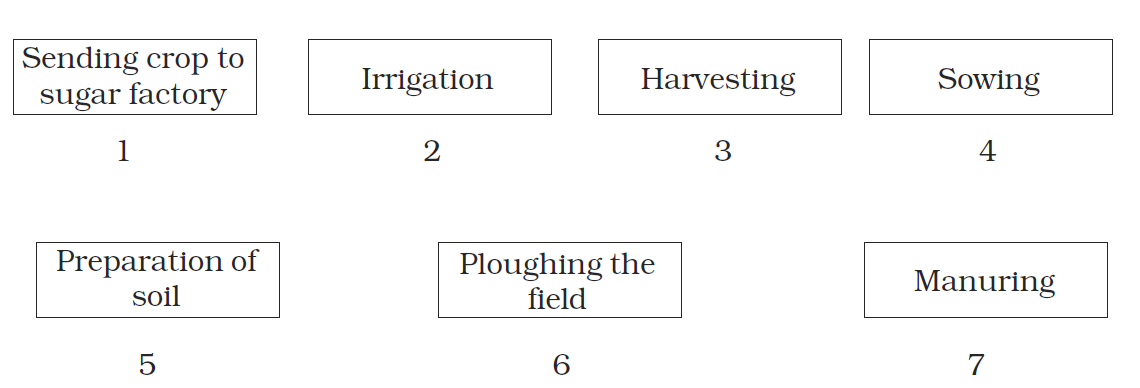 Sending crop to
sugar factory
Irrigation
Harvesting
Sowing
1
2
3
4
Preparation of
soil
Ploughing the
field
Manuring
5
6
7